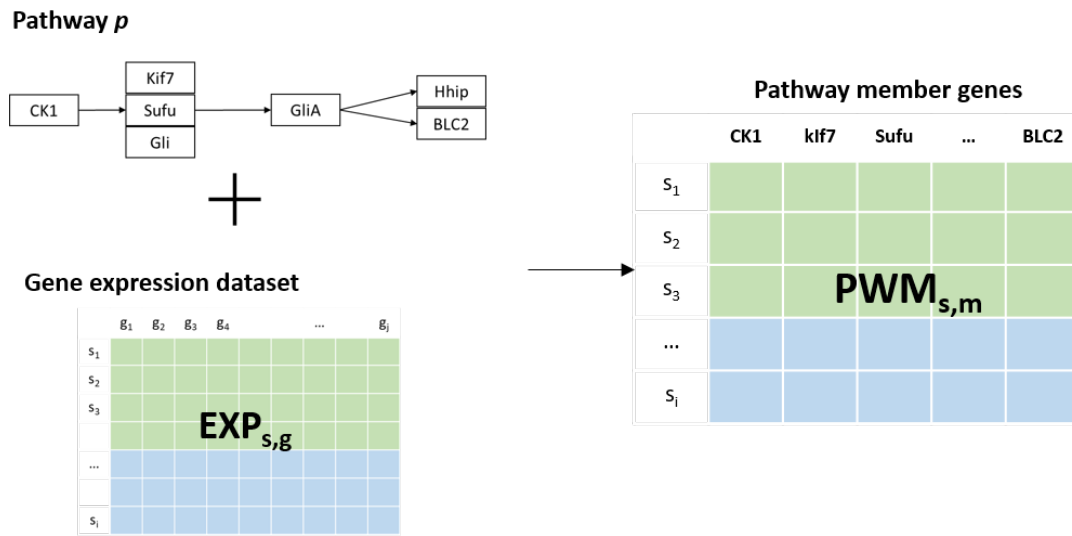 Pathway p
Kif7
CK1
Sufu
Gli
GliA
Hhip
BLC2
Gene expression dataset
g1 g2 g3 g4 ... gj
s1
s2
s3
EXPs,g
...
si
Pathway member genes
CK1 kIf7 Sufu ... BLC2
s1
s2
s3
PWMs,m
...
si